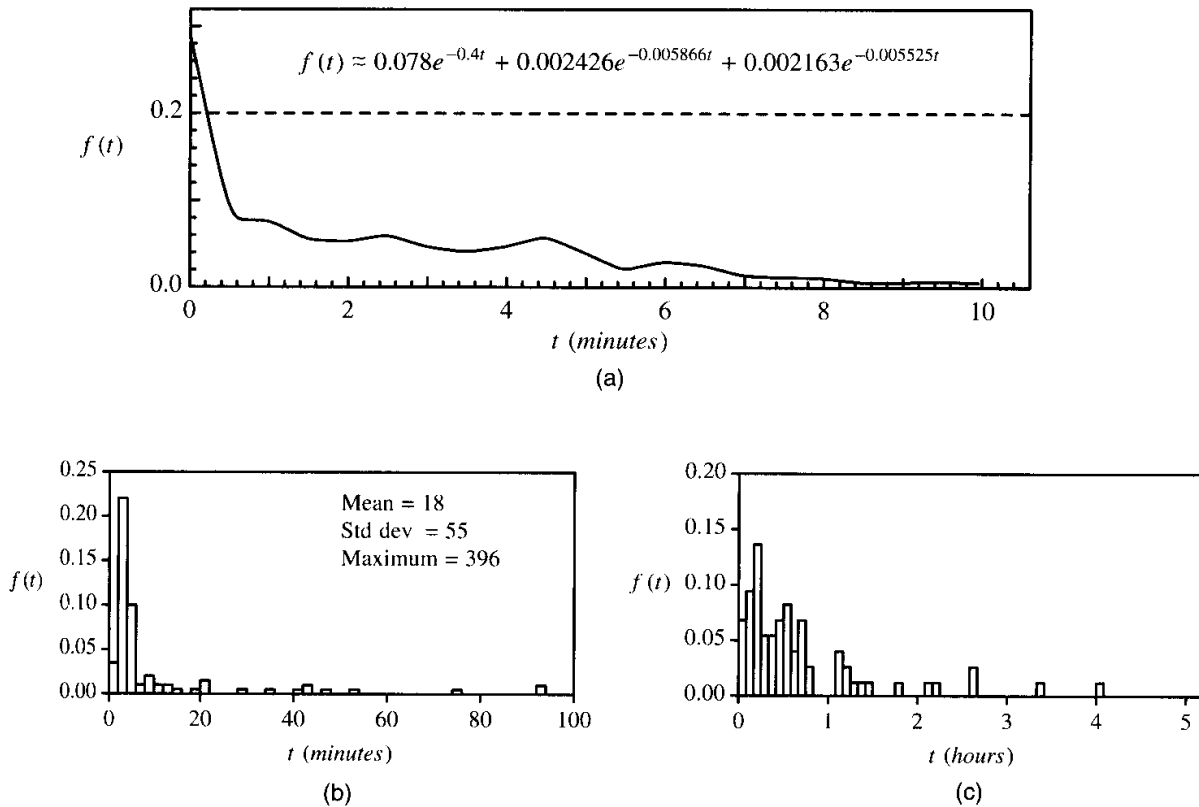 f(t) ≈ 0.078e^{-0.4t} + 0.002426e^{-0.005866t} + 0.002163e^{-0.005525t}
0.2
f(t)
0.0
0 2 4 6 8 10
t (minutes)
(a)
0.25
0.20
0.15
f(t)
0.10
0.05
0.00
Mean = 18
Std dev = 55
Maximum = 396
0 20 40 60 80 100
t (minutes)
(b)
0.20
0.15
f(t) 0.10
0.05
0.00
0 1 2 3 4 5
t (hours)
(c)